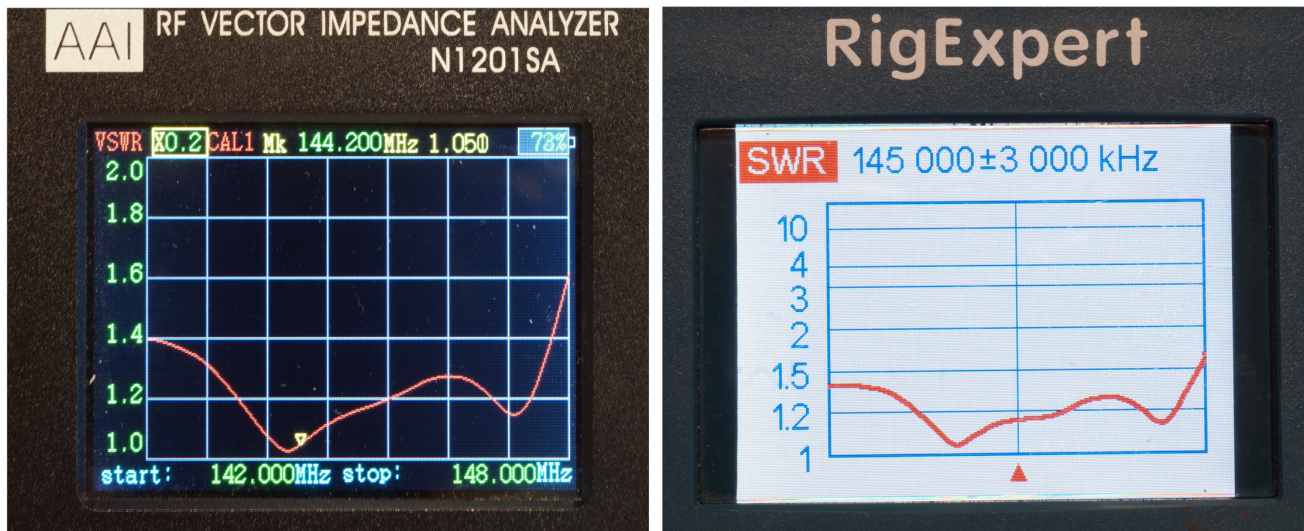 AAI
RF VECTOR IMPEDANCE ANALYZER
N1201SA
VSWR X0.2 CAL1 Mk 144.200MHz 1.05Ω 73%
2.0
1.8
1.6
1.4
1.2
1.0
start: 142.000MHz stop: 148.000MHz
RigExpert
SWR 145 000±3 000 kHz
10
4
3
2
1.5
1.2
1